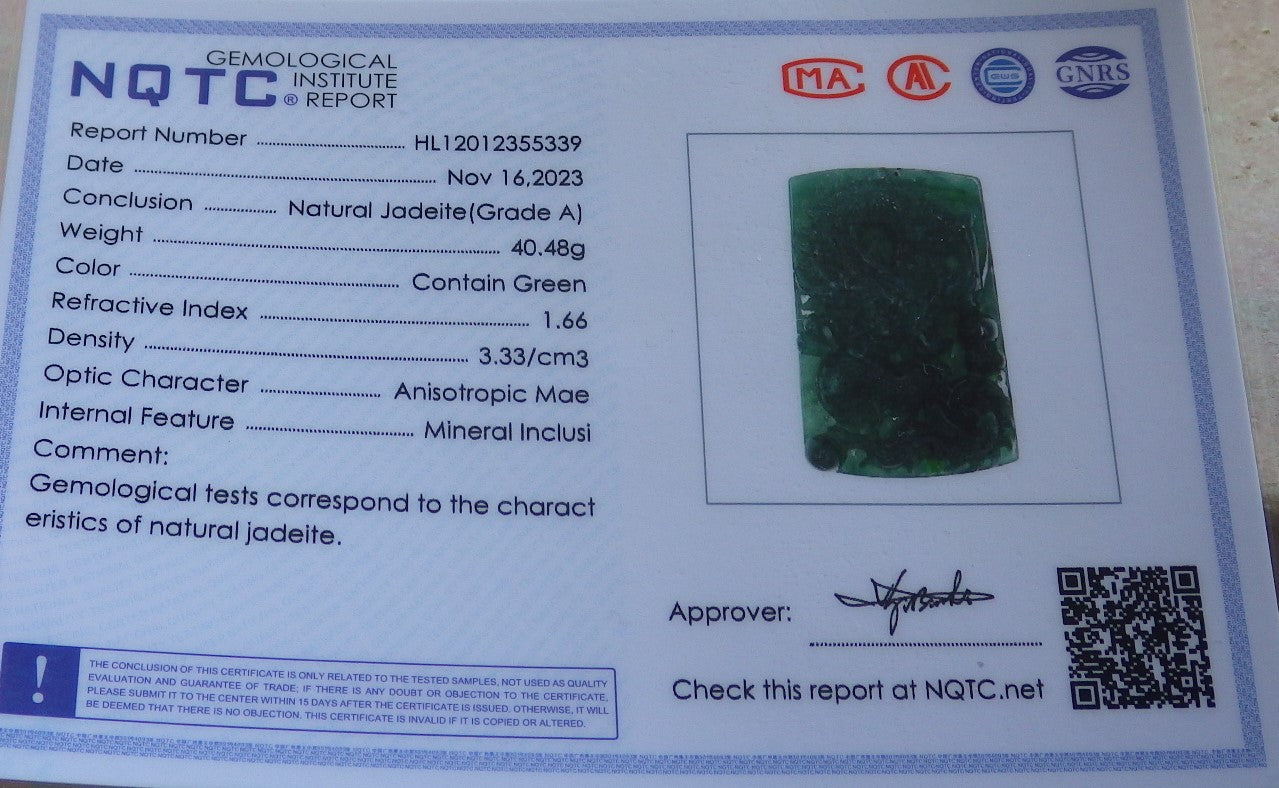 NQTC ® GEMOLOGICAL INSTITUTE REPORT
MA
GNRS
Report Number HL12012355339
Date Nov 16,2023
Conclusion Natural Jadeite(Grade A)
Weight 40.48g
Color Contain Green
Refractive Index 1.66
Density 3.33/cm3
Optic Character Anisotropic Mae
Internal Feature Mineral Inclusi
Comment:
Gemological tests correspond to the charact
eristics of natural jadeite.
Approver:
Check this report at NQTC.net
!
THE CONCLUSION OF THIS CERTIFICATE IS ONLY RELATED TO THE TESTED SAMPLES, NOT USED AS QUALITY
EVALUATION AND GUARANTEE OF TRADE; IF THERE IS ANY DOUBT OR OBJECTION TO THE CERTIFICATE,
PLEASE SUBMIT IT TO THE CENTER WITHIN 15 DAYS AFTER THE CERTIFICATE IS ISSUED. OTHERWISE, IT WILL
BE DEEMED THAT THERE IS NO OBJECTION. THIS CERTIFICATE IS INVALID IF IT IS COPIED OR ALTERED.